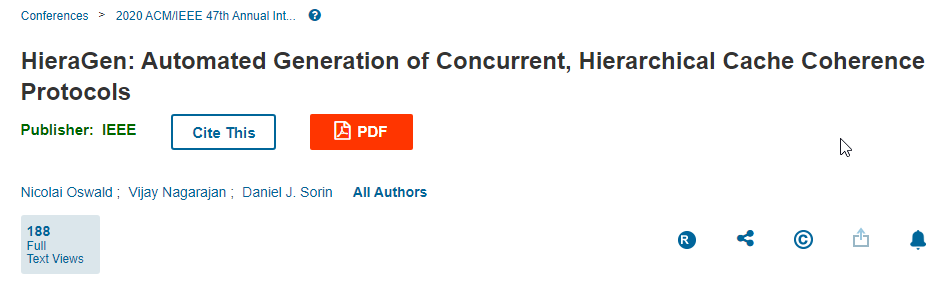 Conferences > 2020 ACM/IEEE 47th Annual Int... ?
HieraGen: Automated Generation of Concurrent, Hierarchical Cache Coherence
Protocols
Publisher: IEEE
Cite This
PDF
Nicolai Oswald ; Vijay Nagarajan ; Daniel J. Sorin All Authors
188
Full
Text Views
R
©